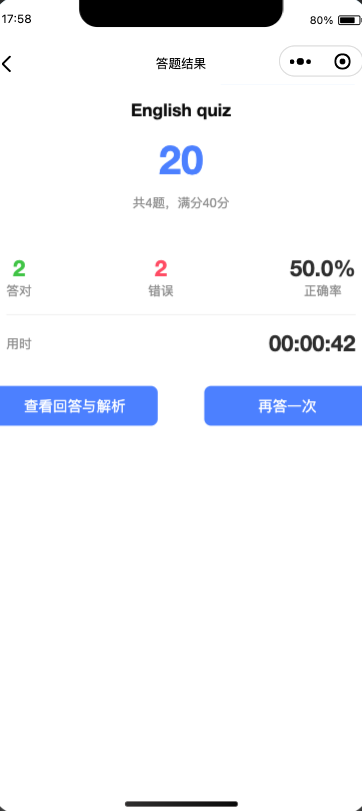 17:58
80%
答题结果
English quiz
20
共4题，满分40分
2
2
50.0%
答对
错误
正确率
用时
00:00:42
查看回答与解析
再答一次